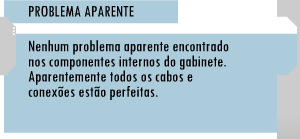 PROBLEMA APARENTE
Nenhum problema aparente encontrado
nos componentes internos do gabinete.
Aparentemente todos os cabos e
conexões estão perfeitas.